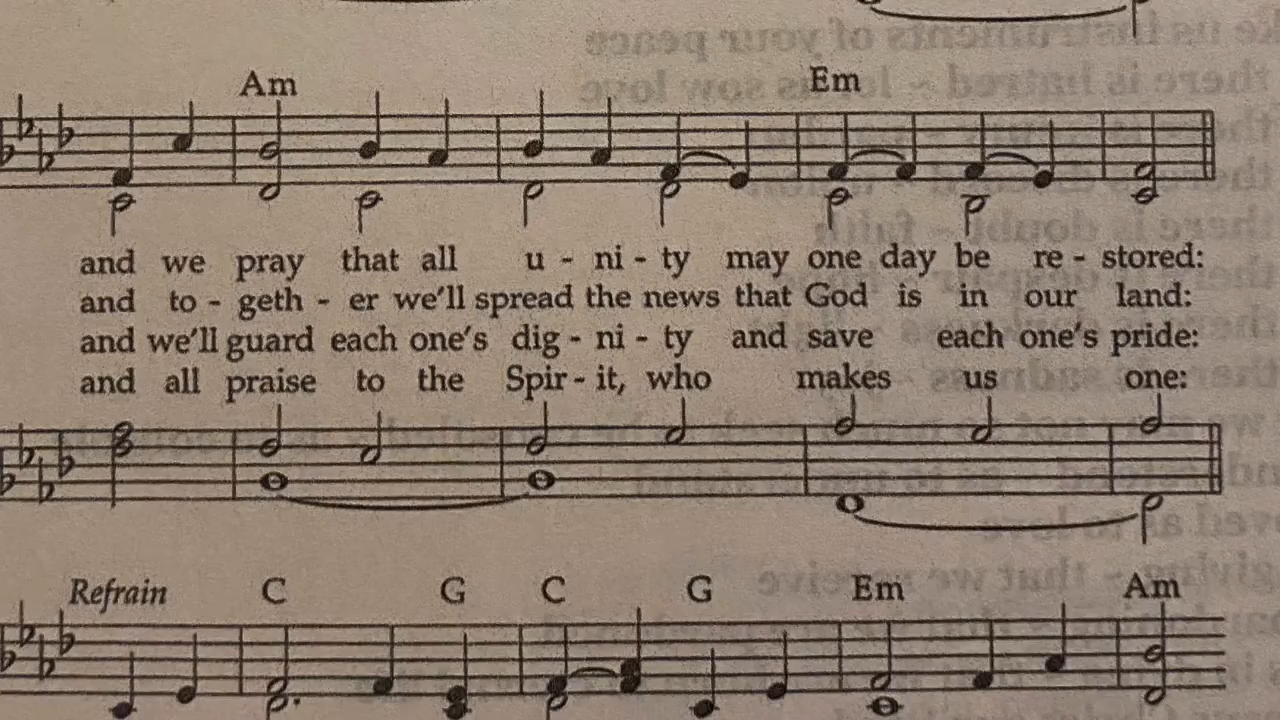 Am Em
and we pray that all u - ni - ty may one day be re - stored:
and to - geth - er we'll spread the news that God is in our land:
and we'll guard each one's dig - ni - ty and save each one's pride:
and all praise to the Spir - it, who makes us one:
Refrain C G C G Em Am